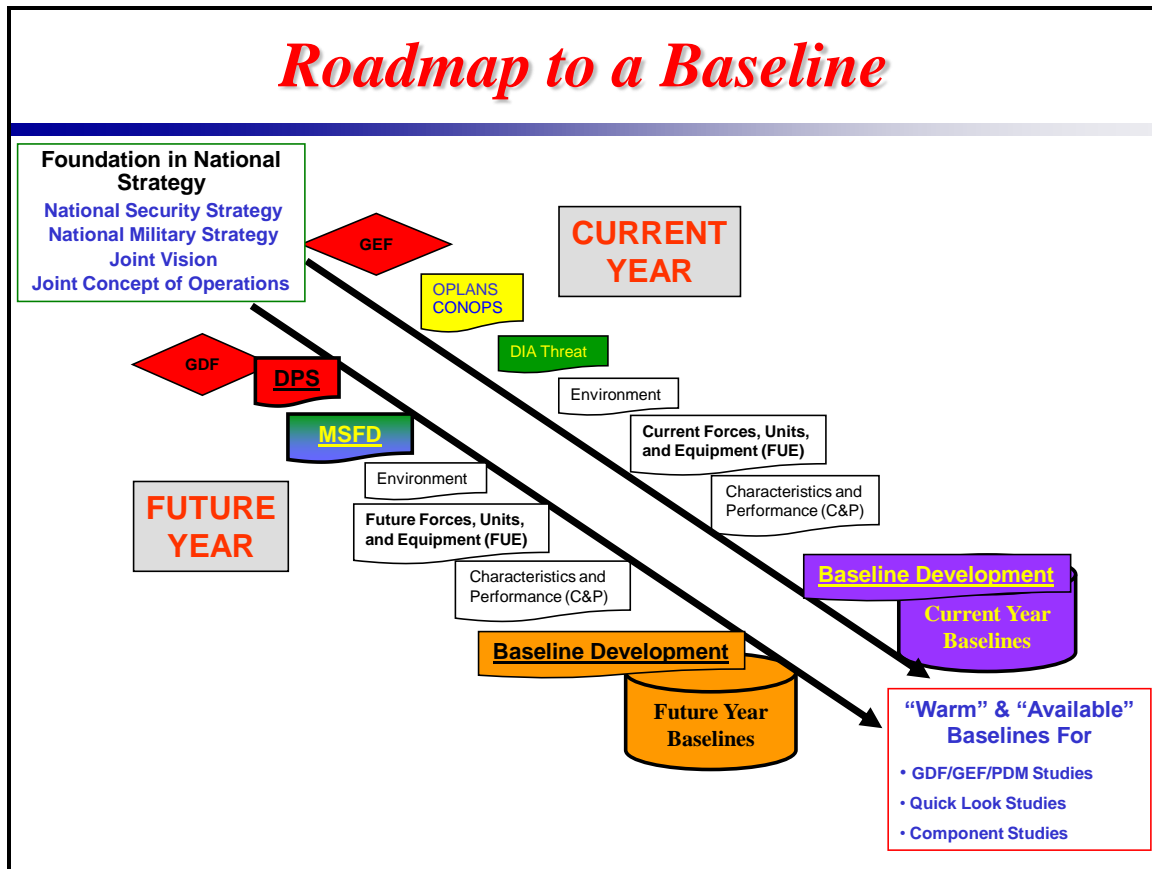 Roadmap to a Baseline
Foundation in National
Strategy
National Security Strategy
National Military Strategy
Joint Vision
Joint Concept of Operations
GEF
CURRENT
YEAR
OPLANS
CONOPS
DIA Threat
Environment
Current Forces, Units,
and Equipment (FUE)
Characteristics and
Performance (C&P)
Baseline Development
Current Year
Baselines
GDF
DPS
MSFD
Environment
FUTURE
YEAR
Future Forces, Units,
and Equipment (FUE)
Characteristics and
Performance (C&P)
Baseline Development
Future Year
Baselines
“Warm” & “Available”
Baselines For
• GDF/GEF/PDM Studies
• Quick Look Studies
• Component Studies